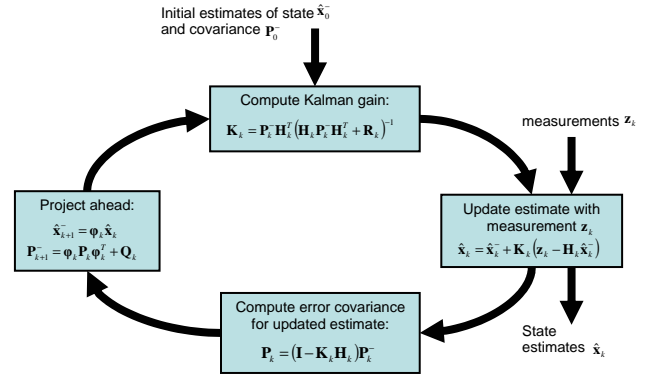 Initial estimates of state x̂₀⁻
and covariance P₀⁻
Compute Kalman gain:
Kₖ = Pₖ⁻Hₖᵀ(HₖPₖ⁻Hₖᵀ + Rₖ)⁻¹
measurements zₖ
Project ahead:
x̂ₖ₊₁⁻ = φₖx̂ₖ
Pₖ₊₁⁻ = φₖPₖφₖᵀ + Qₖ
Update estimate with
measurement zₖ
x̂ₖ = x̂ₖ⁻ + Kₖ(zₖ − Hₖx̂ₖ⁻)
Compute error covariance
for updated estimate:
Pₖ = (I − KₖHₖ)Pₖ⁻
State
estimates x̂ₖ